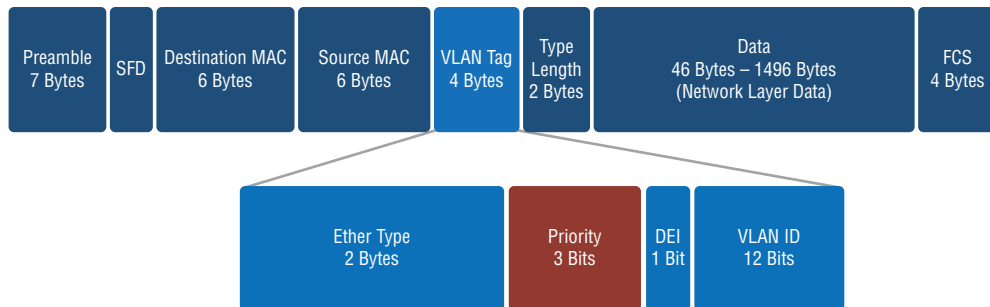 Preamble
7 Bytes
SFD
Destination MAC
6 Bytes
Source MAC
6 Bytes
VLAN Tag
4 Bytes
Type
Length
2 Bytes
Data
46 Bytes – 1496 Bytes
(Network Layer Data)
FCS
4 Bytes
Ether Type
2 Bytes
Priority
3 Bits
DEI
1 Bit
VLAN ID
12 Bits